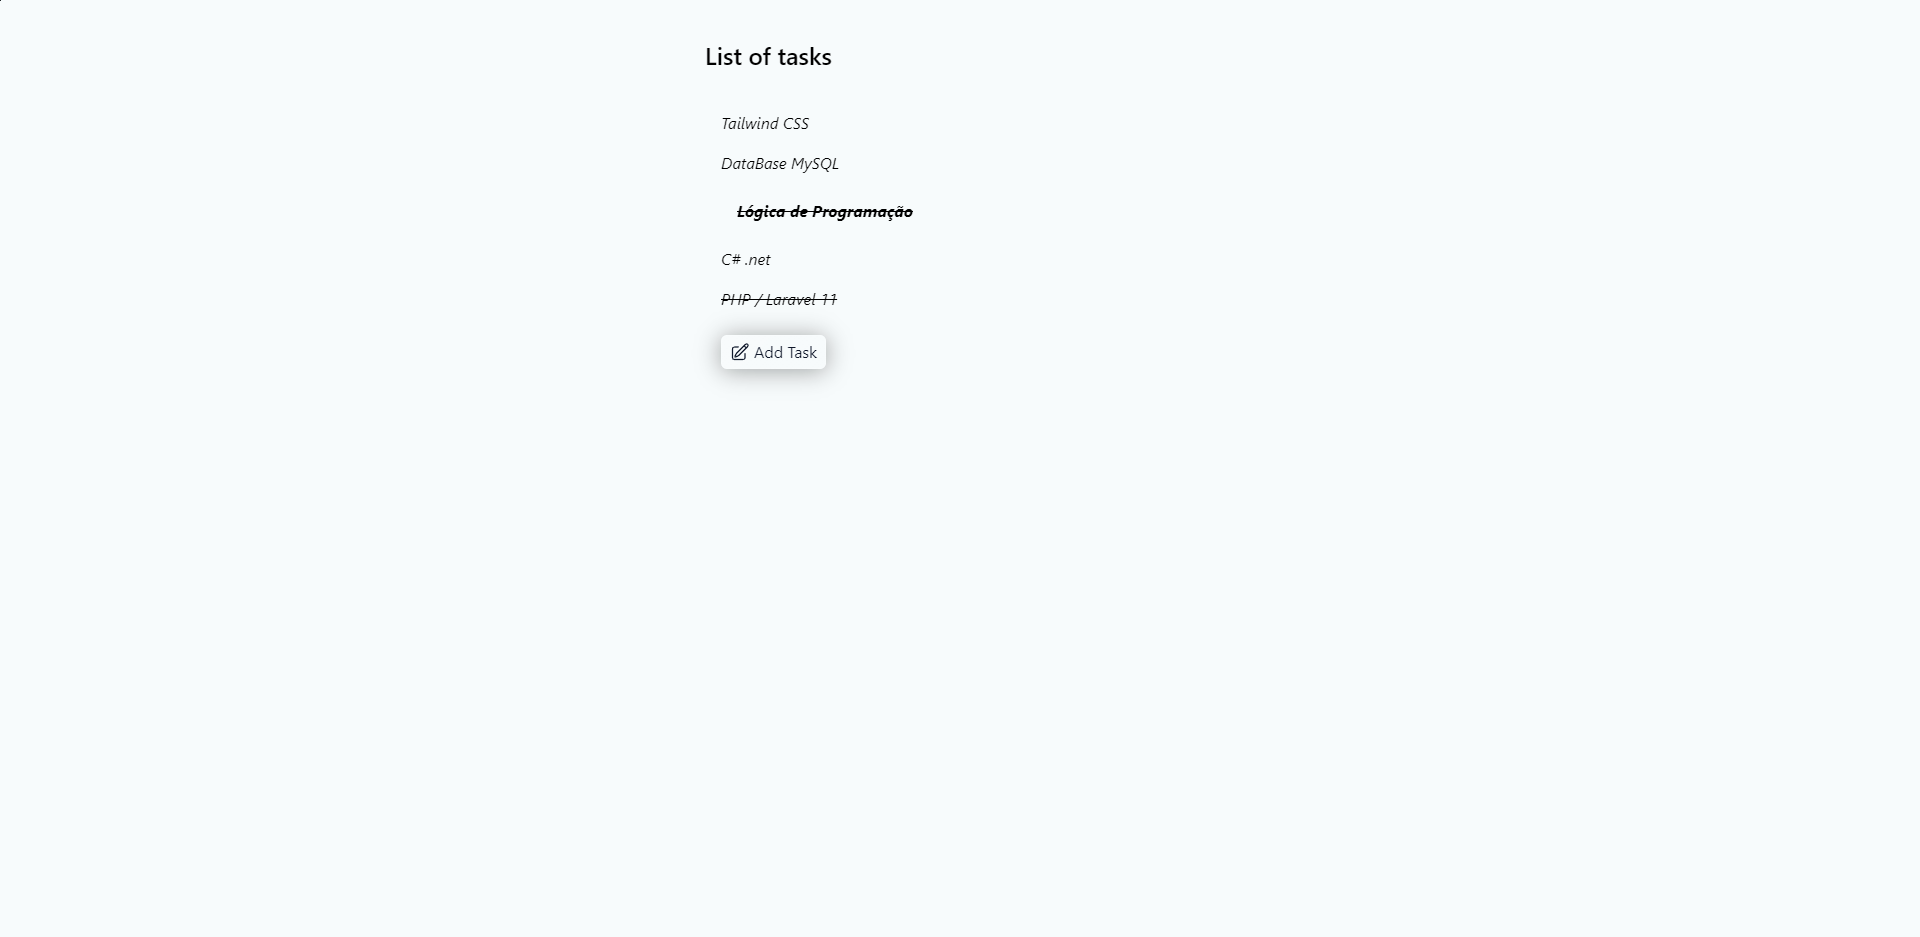 List of tasks
Tailwind CSS
DataBase MySQL
Lógica de Programação
C# .net
PHP / Laravel 11
Add Task